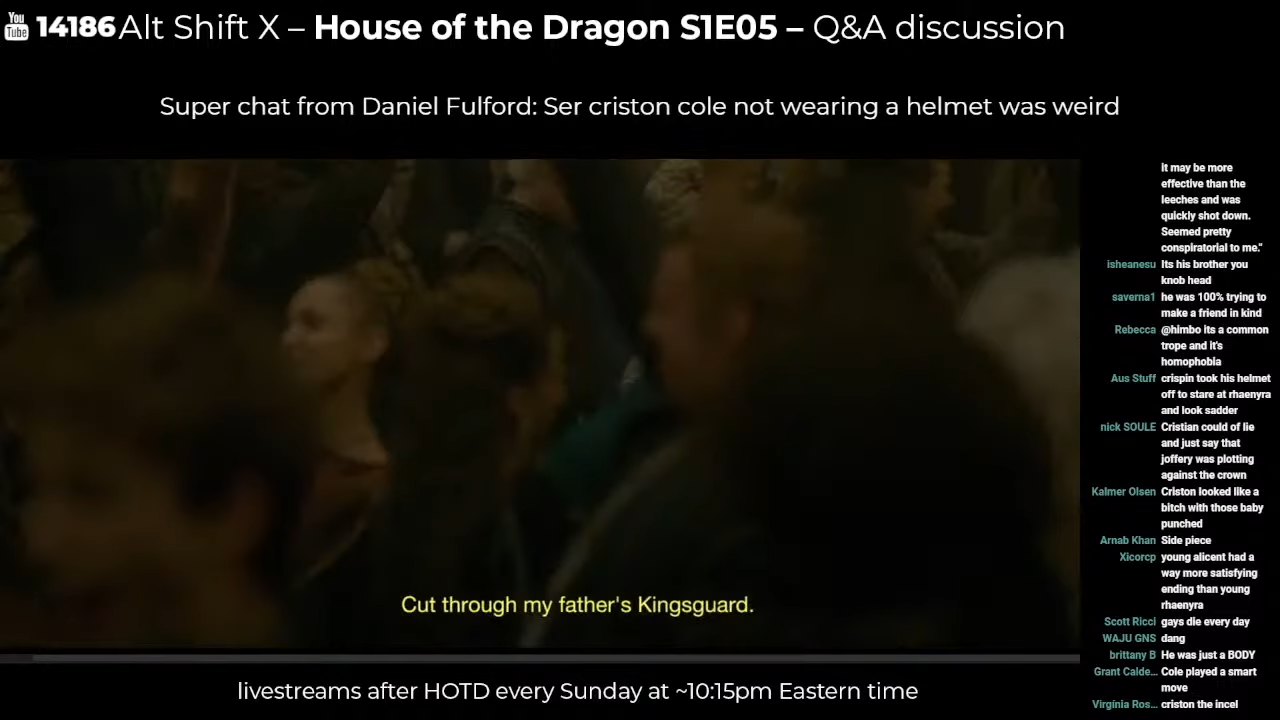 You Tube 14186 Alt Shift X – House of the Dragon S1E05 – Q&A discussion
Super chat from Daniel Fulford: Ser criston cole not wearing a helmet was weird
It may be more
effective than the
leeches and was
quickly shot down.
Seemed pretty
conspiratorial to me."
isheanesu Its his brother you
knob head
saverna1 he was 100% trying to
make a friend in kind
Rebecca @himbo its a common
trope and it's
homophobia
Aus Stuff crispin took his helmet
off to stare at rhaenyra
and look sadder
nick SOULE Cristian could of lie
and just say that
joffery was plotting
against the crown
Kalmer Olsen Criston looked like a
bitch with those baby
punched
Arnab Khan Side piece
Xicorcp young alicent had a
way more satisfying
ending than young
rhaenyra
Scott Ricci gays die every day
WAJU GNS dang
brittany B He was just a BODY
Grant Calde... Cole played a smart
move
Virgínia Ros... criston the incel
Cut through my father's Kingsguard.
livestreams after HOTD every Sunday at ~10:15pm Eastern time